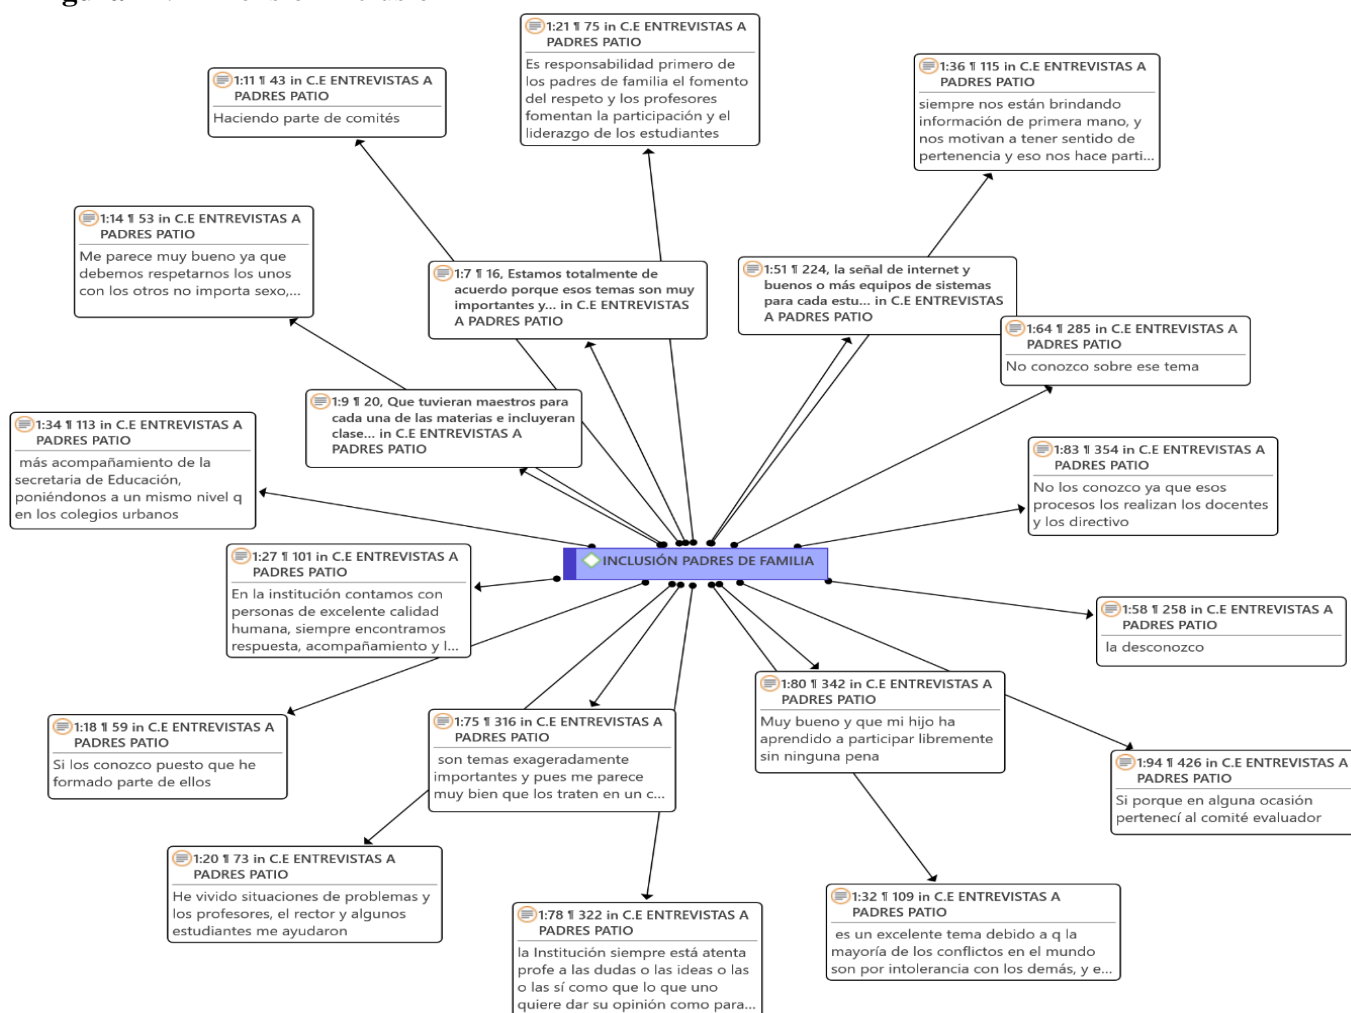 1:21 ¶ 75 in C.E ENTREVISTAS A
PADRES PATIO
Es responsabilidad primero de
los padres de familia el fomento
del respeto y los profesores
fomentan la participación y el
liderazgo de los estudiantes
1:11 ¶ 43 in C.E ENTREVISTAS A
PADRES PATIO
Haciendo parte de comités
1:36 ¶ 115 in C.E ENTREVISTAS A
PADRES PATIO
siempre nos están brindando
información de primera mano, y
nos motivan a tener sentido de
pertenencia y eso nos hace parti...
1:14 ¶ 53 in C.E ENTREVISTAS A
PADRES PATIO
Me parece muy bueno ya que
debemos respetarnos los unos
con los otros no importa sexo,...
1:7 ¶ 16, Estamos totalmente de
acuerdo porque esos temas son muy
importantes y... in C.E ENTREVISTAS
A PADRES PATIO
1:51 ¶ 224, la señal de internet y
buenos o más equipos de sistemas
para cada estu... in C.E ENTREVISTAS
A PADRES PATIO
1:64 ¶ 285 in C.E ENTREVISTAS A
PADRES PATIO
No conozco sobre ese tema
1:9 ¶ 20, Que tuvieran maestros para
cada una de las materias e incluyeran
clase... in C.E ENTREVISTAS A
PADRES PATIO
1:34 ¶ 113 in C.E ENTREVISTAS A
PADRES PATIO
más acompañamiento de la
secretaria de Educación,
poniéndonos a un mismo nivel q
en los colegios urbanos
1:83 ¶ 354 in C.E ENTREVISTAS A
PADRES PATIO
No los conozco ya que esos
procesos los realizan los docentes
y los directivo
1:27 ¶ 101 in C.E ENTREVISTAS A
PADRES PATIO
En la institución contamos con
personas de excelente calidad
humana, siempre encontramos
respuesta, acompañamiento y l...
INCLUSIÓN PADRES DE FAMILIA
1:58 ¶ 258 in C.E ENTREVISTAS A
PADRES PATIO
la desconozco
1:80 ¶ 342 in C.E ENTREVISTAS A
PADRES PATIO
Muy bueno y que mi hijo ha
aprendido a participar libremente
sin ninguna pena
1:18 ¶ 59 in C.E ENTREVISTAS A
PADRES PATIO
Si los conozco puesto que he
formado parte de ellos
1:75 ¶ 316 in C.E ENTREVISTAS A
PADRES PATIO
son temas exageradamente
importantes y pues me parece
muy bien que los traten en un c...
1:94 ¶ 426 in C.E ENTREVISTAS A
PADRES PATIO
Si porque en alguna ocasión
pertenecí al comité evaluador
1:20 ¶ 73 in C.E ENTREVISTAS A
PADRES PATIO
He vivido situaciones de problemas y
los profesores, el rector y algunos
estudiantes me ayudaron
1:78 ¶ 322 in C.E ENTREVISTAS A
PADRES PATIO
la Institución siempre está atenta
profe a las dudas o las ideas o las
o las sí como que lo que uno
quiere dar su opinión como para...
1:32 ¶ 109 in C.E ENTREVISTAS A
PADRES PATIO
es un excelente tema debido a q la
mayoría de los conflictos en el mundo
son por intolerancia con los demás, y e...